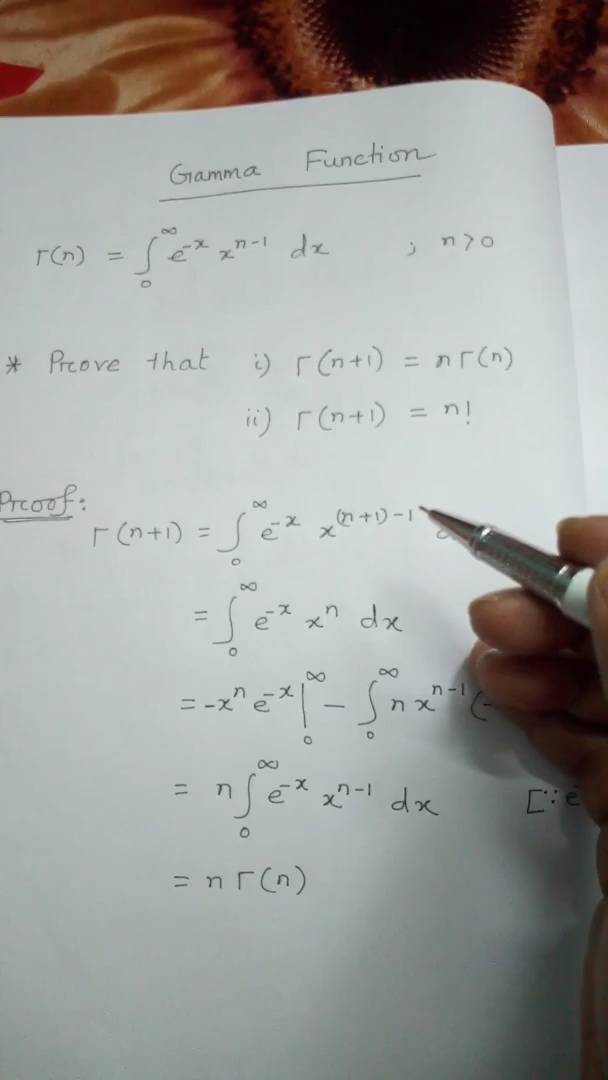 Gamma Function
Γ(n) = ∫₀^∞ e^-x x^n-1 dx ; n>0
* Prove that i) Γ(n+1) = nΓ(n)
ii) Γ(n+1) = n!
Proof:
Γ(n+1) = ∫₀^∞ e^-x x^(n+1)-1
= ∫₀^∞ e^-x x^n dx
= -x^n e^-x |₀^∞ - ∫₀^∞ n x^n-1 (-
= n ∫₀^∞ e^-x x^n-1 dx [∵ e
= n Γ(n)